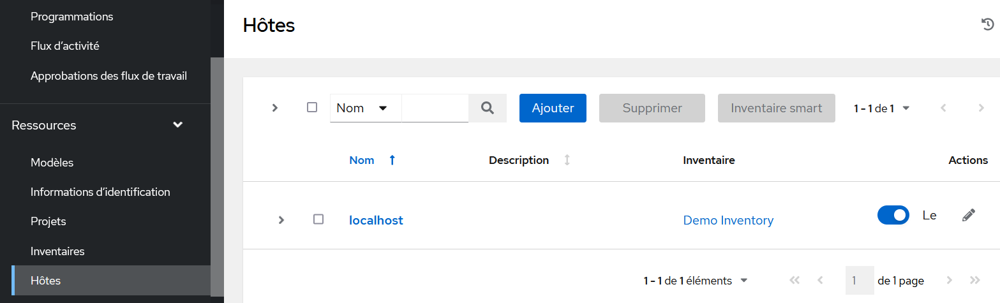 Programmations
Flux d’activité
Approbations des flux de travail
Ressources
Modèles
Informations d’identification
Projets
Inventaires
Hôtes
Hôtes
Nom Ajouter Supprimer Inventaire smart 1 - 1 de 1
Nom Description Inventaire Actions
localhost Demo Inventory Le
1 - 1 de 1 éléments 1 de 1 page